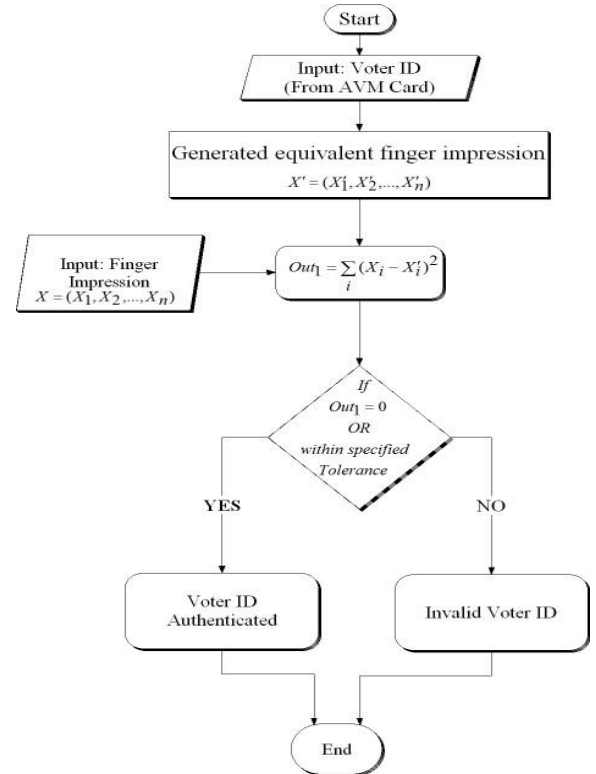 Start
Input: Voter ID
(From AVM Card)
Generated equivalent finger impression
X′ = (X′₁, X′₂,..., X′ₙ)
Input: Finger
Impression
X = (X₁, X₂,..., Xₙ)
Out₁ = ∑ᵢ (Xᵢ − X′ᵢ)²
If
Out₁ = 0
OR
within specified
Tolerance
YES
NO
Voter ID
Authenticated
Invalid Voter ID
End